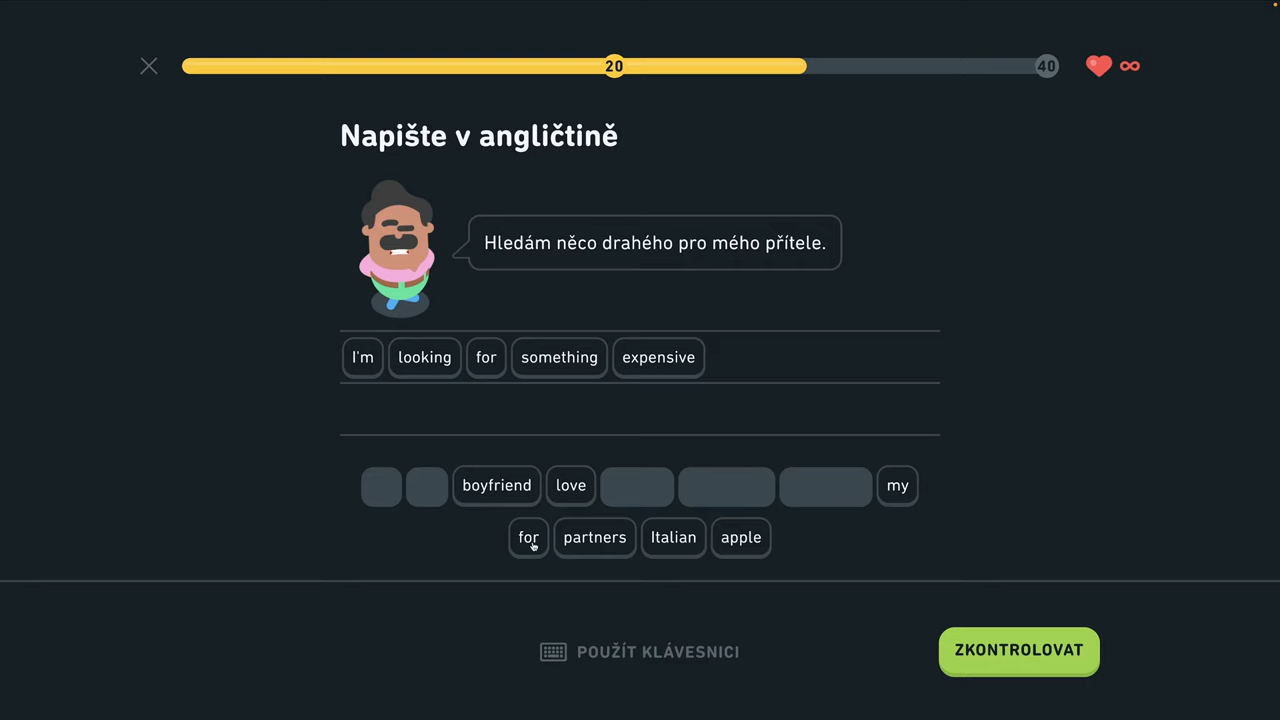 20 40 ∞
Napište v angličtině
Hledám něco drahého pro mého přítele.
I'm looking for something expensive
boyfriend love my
for partners Italian apple
POUŽÍT KLÁVESNICI ZKONTROLOVAT